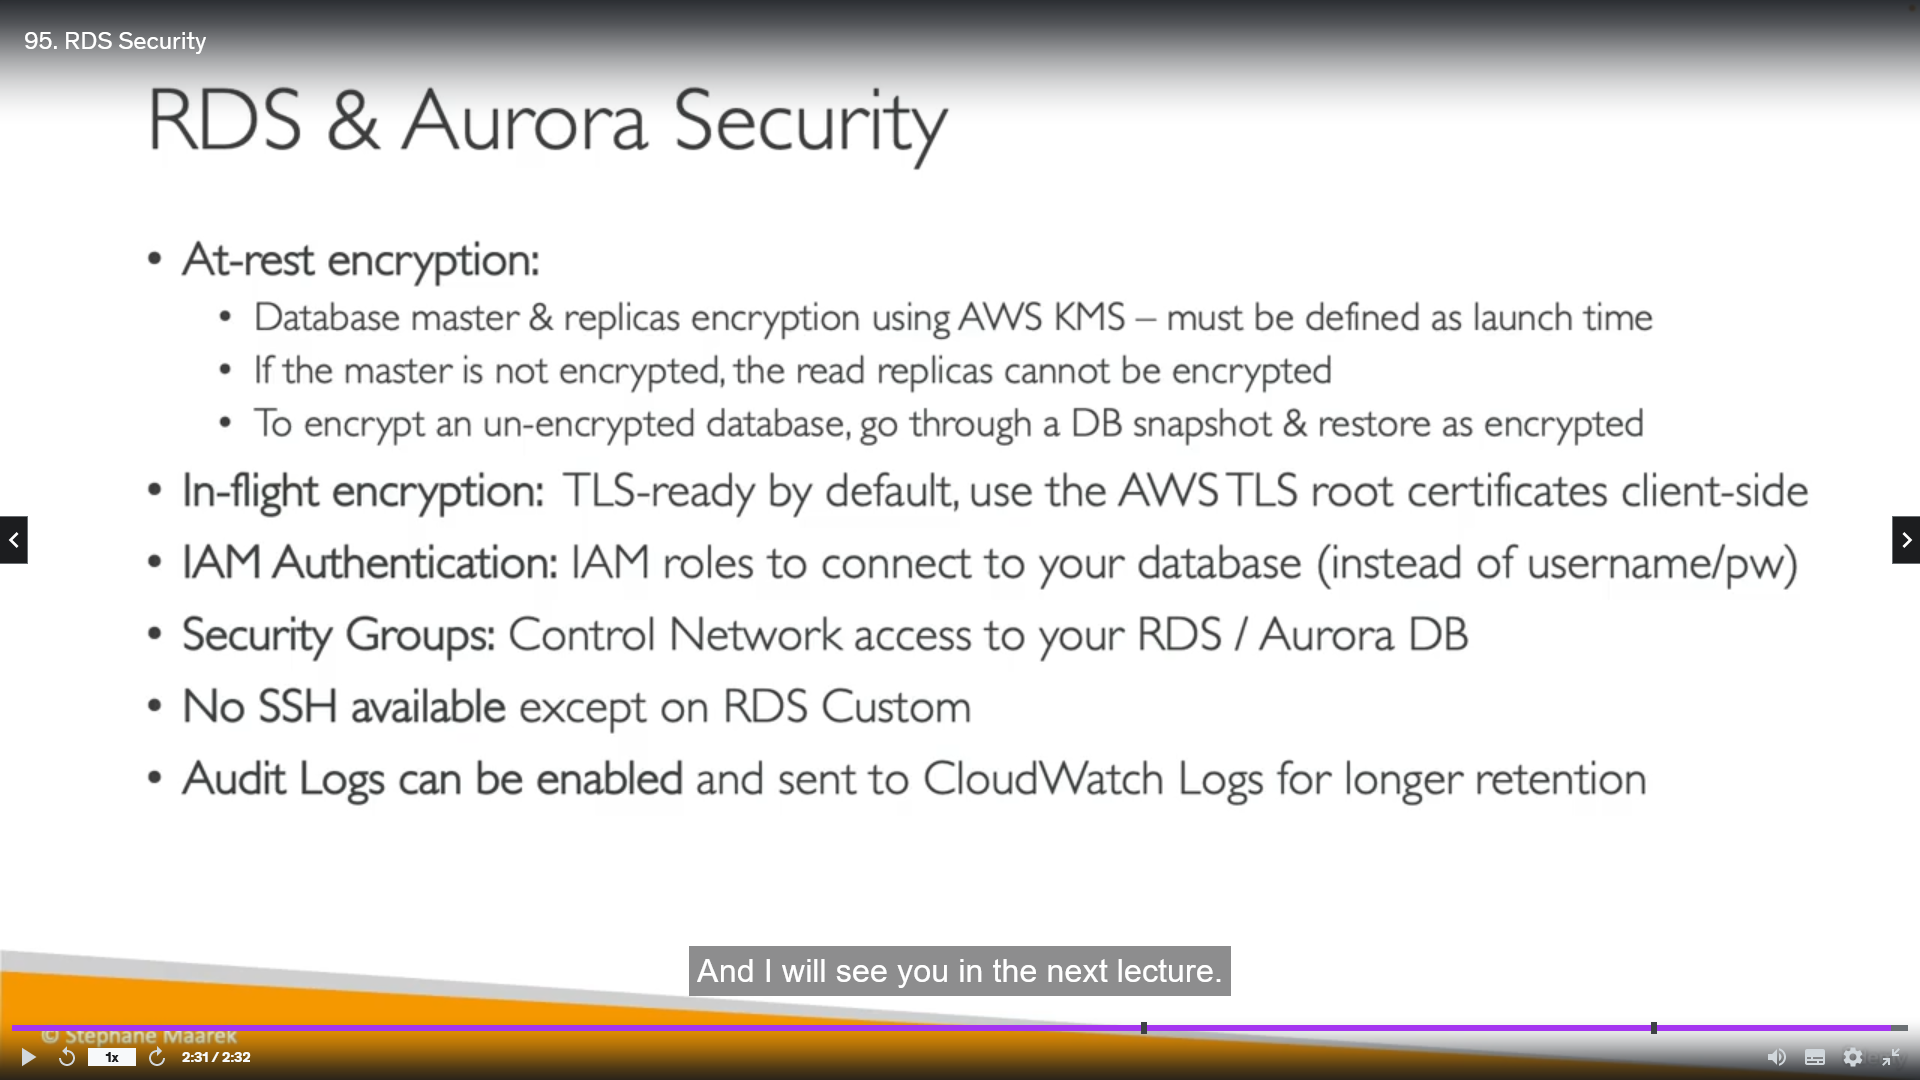 95. RDS Security
RDS & Aurora Security
• At-rest encryption:
• Database master & replicas encryption using AWS KMS – must be defined as launch time
• If the master is not encrypted, the read replicas cannot be encrypted
• To encrypt an un-encrypted database, go through a DB snapshot & restore as encrypted
• In-flight encryption: TLS-ready by default, use the AWS TLS root certificates client-side
• IAM Authentication: IAM roles to connect to your database (instead of username/pw)
• Security Groups: Control Network access to your RDS / Aurora DB
• No SSH available except on RDS Custom
• Audit Logs can be enabled and sent to CloudWatch Logs for longer retention
And I will see you in the next lecture.
© Stephane Maarek
1x
2:31 / 2:32